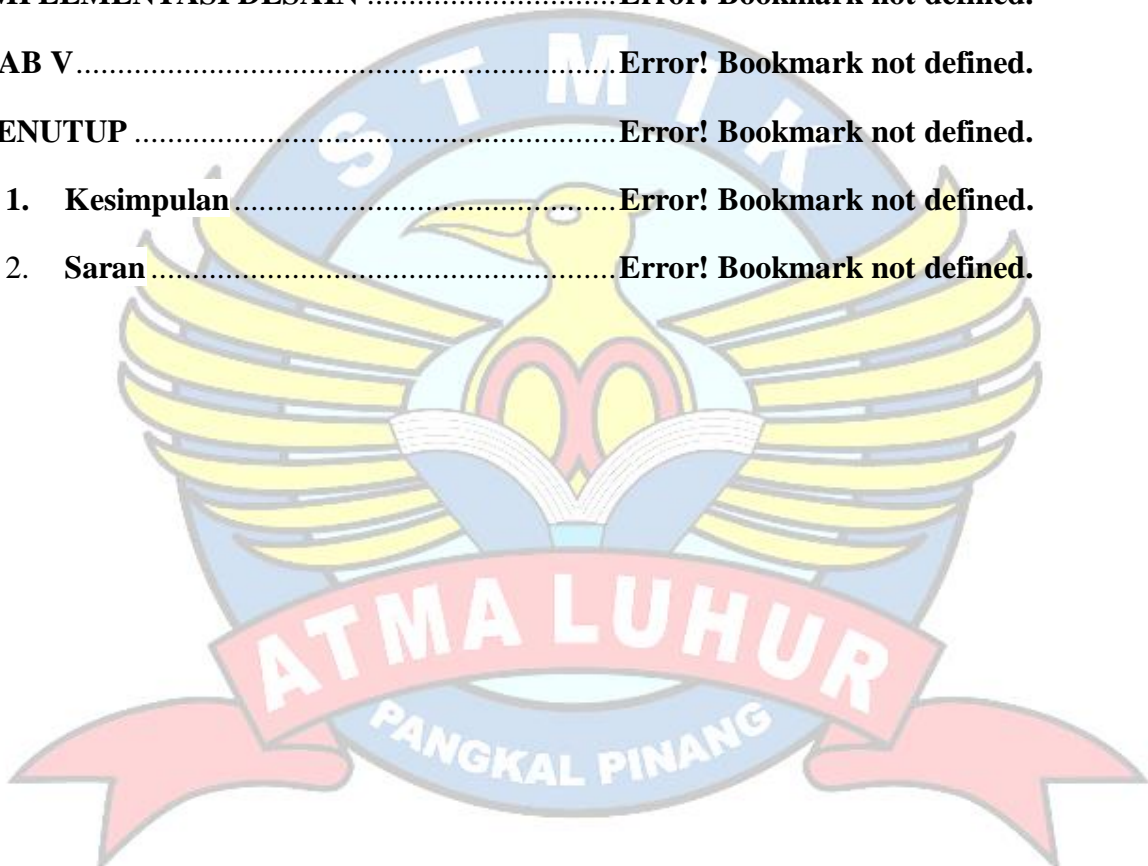 MPLEMENTASI DESAIN ................................ Error! Bookmark not defined.
AB V .................................................................. Error! Bookmark not defined.
ENUTUP ........................................................... Error! Bookmark not defined.
1. Kesimpulan ............................................... Error! Bookmark not defined.
2. Saran ......................................................... Error! Bookmark not defined.
STMIK
ATMA LUHUR
PANGKAL PINANG